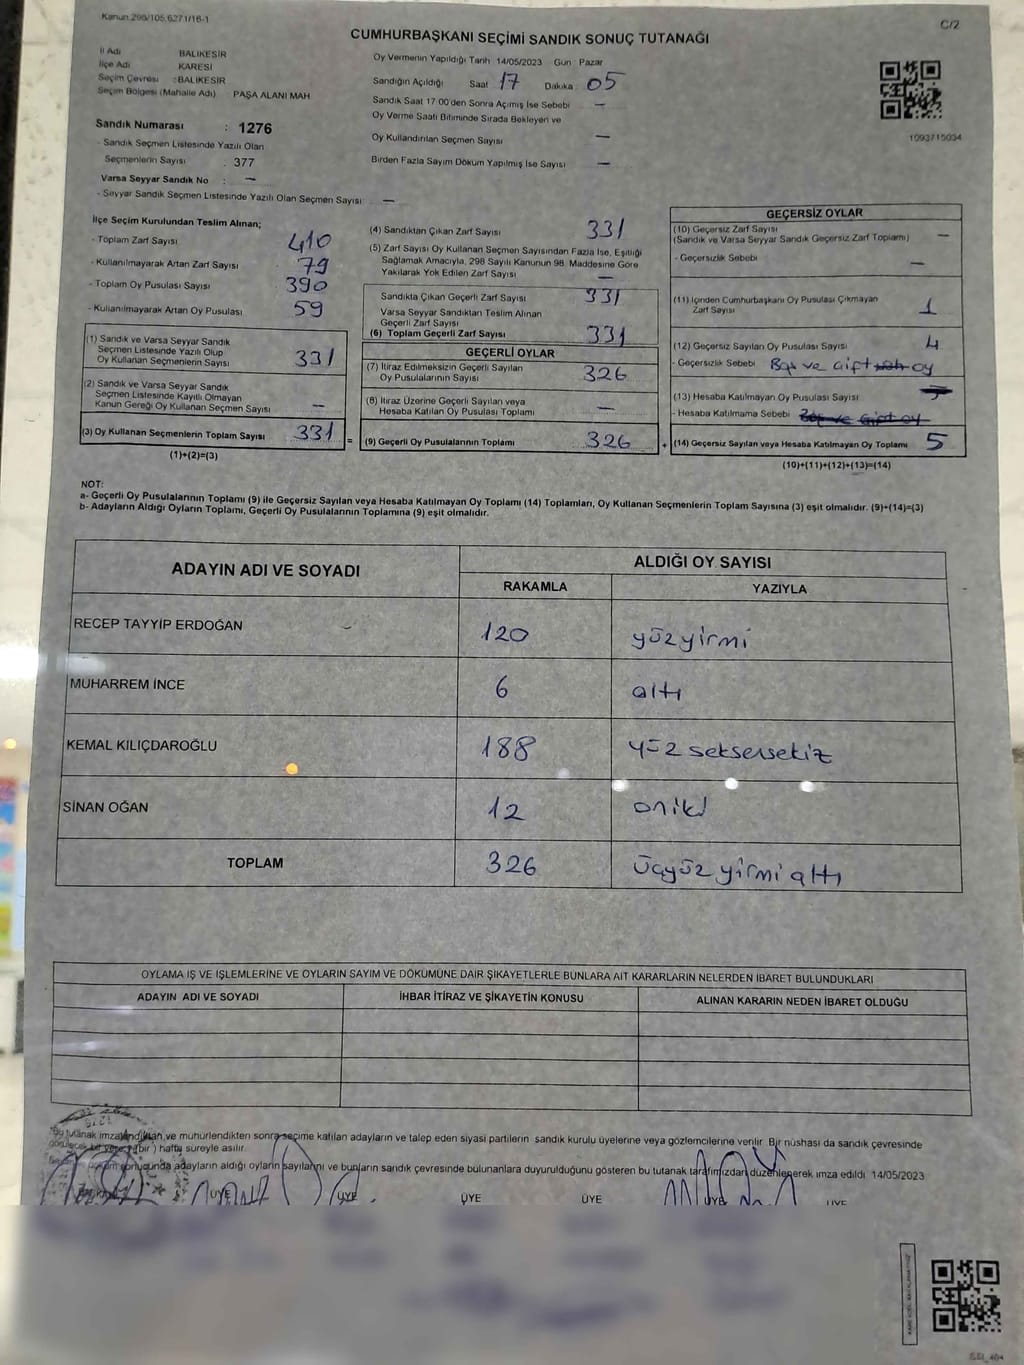 Kanun 298/105,6271/16-1
C/2
CUMHURBAŞKANI SEÇİMİ SANDIK SONUÇ TUTANAĞI
İl Adı BALIKESİR
İlçe Adı KARESİ
Seçim Çevresi : BALIKESİR
Seçim Bölgesi (Mahalle Adı) PAŞA ALANI MAH
Oy Vermenin Yapıldığı Tarih 14/05/2023 Gün Pazar
Sandığın Açıldığı Saat 17 Dakika 05
Sandık Saat 17 00'den Sonra Açılmış İse Sebebi —
Oy Verme Saati Bitiminde Sırada Bekleyen ve
Oy Kullandırılan Seçmen Sayısı —
Birden Fazla Sayım Döküm Yapılmış İse Sayısı —
1093715034
Sandık Numarası : 1276
- Sandık Seçmen Listesinde Yazılı Olan
Seçmenlerin Sayısı : 377
Varsa Seyyar Sandık No : —
- Seyyar Sandık Seçmen Listesinde Yazılı Olan Seçmen Sayısı: —
İlçe Seçim Kurulundan Teslim Alınan;
- Toplam Zarf Sayısı 410
- Kullanılmayarak Artan Zarf Sayısı 79
- Toplam Oy Pusulası Sayısı 390
- Kullanılmayarak Artan Oy Pusulası 59
(1) Sandık ve Varsa Seyyar Sandık
Seçmen Listesinde Yazılı Olup
Oy Kullanan Seçmenlerin Sayısı 331
(2) Sandık ve Varsa Seyyar Sandık
Seçmen Listesinde Kayıtlı Olmayan
Kanun Gereği Oy Kullanan Seçmen Sayısı —
(3) Oy Kullanan Seçmenlerin Toplam Sayısı 331 =
(1)+(2)=(3)
(4) Sandıktan Çıkan Zarf Sayısı 331
(5) Zarf Sayısı Oy Kullanan Seçmen Sayısından Fazla İse, Eşitliği
Sağlamak Amacıyla, 298 Sayılı Kanunun 98. Maddesine Göre
Yakılarak Yok Edilen Zarf Sayısı —
Sandıkta Çıkan Geçerli Zarf Sayısı 331
Varsa Seyyar Sandıktan Teslim Alınan
Geçerli Zarf Sayısı
(6) Toplam Geçerli Zarf Sayısı 331
GEÇERLİ OYLAR
(7) İtiraz Edilmeksizin Geçerli Sayılan
Oy Pusulalarının Sayısı 326
(8) İtiraz Üzerine Geçerli Sayılan veya
Hesaba Katılan Oy Pusulası Toplamı —
(9) Geçerli Oy Pusulalarının Toplamı 326 +
GEÇERSİZ OYLAR
(10) Geçersiz Zarf Sayısı —
(Sandık ve Varsa Seyyar Sandık Geçersiz Zarf Toplamı)
- Geçersizlik Sebebi —
(11) İçinden Cumhurbaşkanı Oy Pusulası Çıkmayan
Zarf Sayısı 1
(12) Geçersiz Sayılan Oy Pusulası Sayısı 4
- Geçersizlik Sebebi Boş ve çift oy
(13) Hesaba Katılmayan Oy Pusulası Sayısı
- Hesaba Katılmama Sebebi Boş ve çift oy
(14) Geçersiz Sayılan veya Hesaba Katılmayan Oy Toplamı 5
(10)+(11)+(12)+(13)=(14)
NOT:
a- Geçerli Oy Pusulalarının Toplamı (9) ile Geçersiz Sayılan veya Hesaba Katılmayan Oy Toplamı (14) Toplamları, Oy Kullanan Seçmenlerin Toplam Sayısına (3) eşit olmalıdır. (9)+(14)=(3)
b- Adayların Aldığı Oyların Toplamı, Geçerli Oy Pusulalarının Toplamına (9) eşit olmalıdır.
ADAYIN ADI VE SOYADI
ALDIĞI OY SAYISI
RAKAMLA YAZIYLA
RECEP TAYYİP ERDOĞAN 120 yüzyirmi
MUHARREM İNCE 6 altı
KEMAL KILIÇDAROĞLU 188 yüz seksensekiz
SİNAN OĞAN 12 oniki
TOPLAM 326 üçyüz yirmi altı
OYLAMA İŞ VE İŞLEMLERİNE VE OYLARIN SAYIM VE DÖKÜMÜNE DAİR ŞİKAYETLERLE BUNLARA AİT KARARLARIN NELERDEN İBARET BULUNDUKLARI
ADAYIN ADI VE SOYADI İHBAR İTİRAZ VE ŞİKAYETİN KONUSU ALINAN KARARIN NEDEN İBARET OLDUĞU
Bu tutanak imzalandıktan ve mühürlendikten sonra seçime katılan adayların ve talep eden siyasi partilerin sandık kurulu üyelerine veya gözlemcilerine verilir. Bir nüshası da sandık çevresinde
görülecek bir yere (bir) hafta süreyle asılır.
sonucunda adayların aldığı oyların sayılarını ve bunların sandık çevresinde bulunanlara duyurulduğunu gösteren bu tutanak tarafımızdan düzenlenerek imza edildi 14/05/2023
ÜYE ÜYE ÜYE ÜYE ÜYE ÜYE